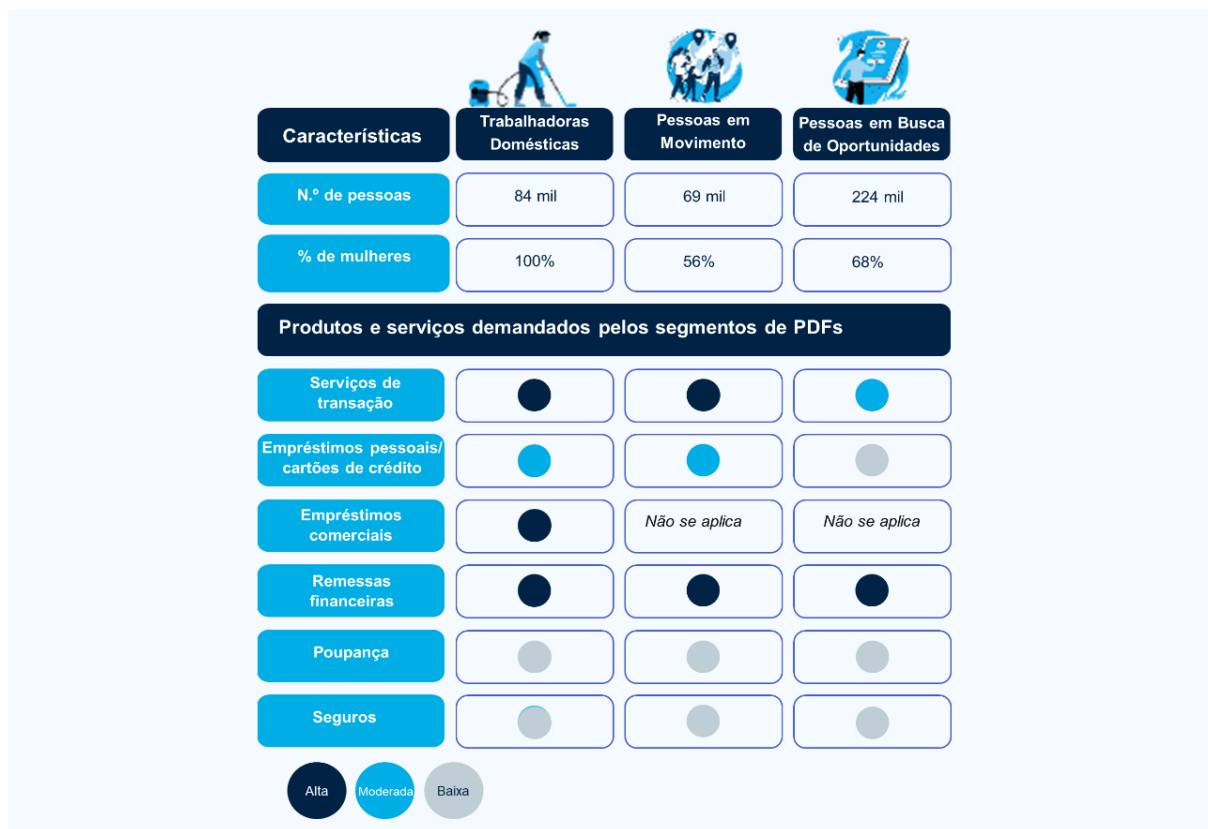 Características
Trabalhadoras
Domésticas
Pessoas em
Movimento
Pessoas em Busca
de Oportunidades
N.º de pessoas
84 mil
69 mil
224 mil
% de mulheres
100%
56%
68%
Produtos e serviços demandados pelos segmentos de PDFs
Serviços de
transação
Empréstimos pessoais/
cartões de crédito
Empréstimos
comerciais
Não se aplica
Não se aplica
Remessas
financeiras
Poupança
Seguros
Alta
Moderada
Baixa